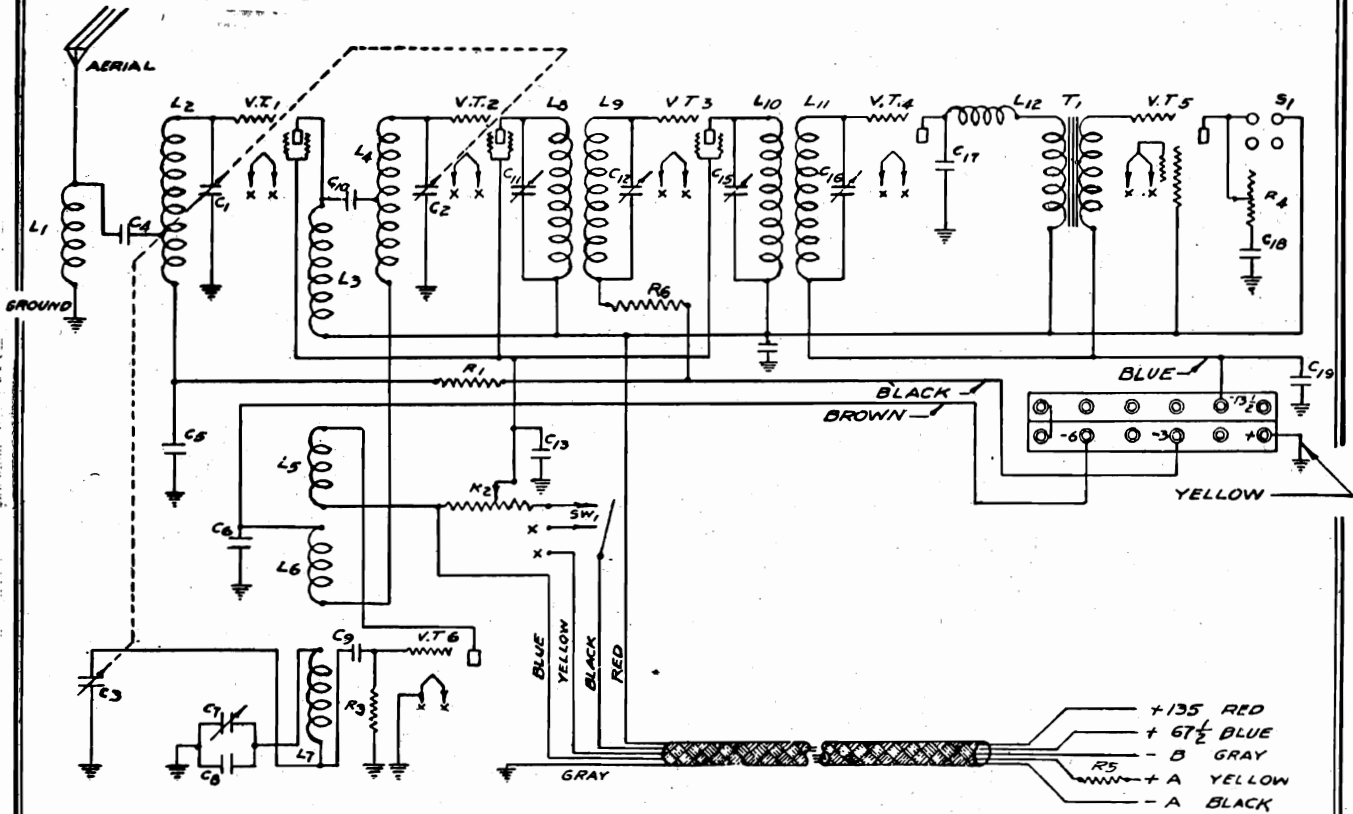 AERIAL
L2 V.T.1 V.T.2 L8 L9 V T 3 L10 L11 V.T.4 L12 T1 V.T 5 S1
L4
C10 C1 C2 C11 C12 C15 C16 C17 R4
L1 C4 L3 C18
GROUND R6
R1 BLUE C19
BLACK
BROWN -13½
C5 L5 C13 -6 -3 +
R2
SW1 YELLOW
C6 X
L6 X
C9 V.T 6
BLUE
YELLOW
BLACK
RED
C3 C7 R3
L7
C8
GRAY
+135 RED
+ 67½ BLUE
- B GRAY
R5 + A YELLOW
- A BLACK
X X
X X
X X
X X
X X
X X